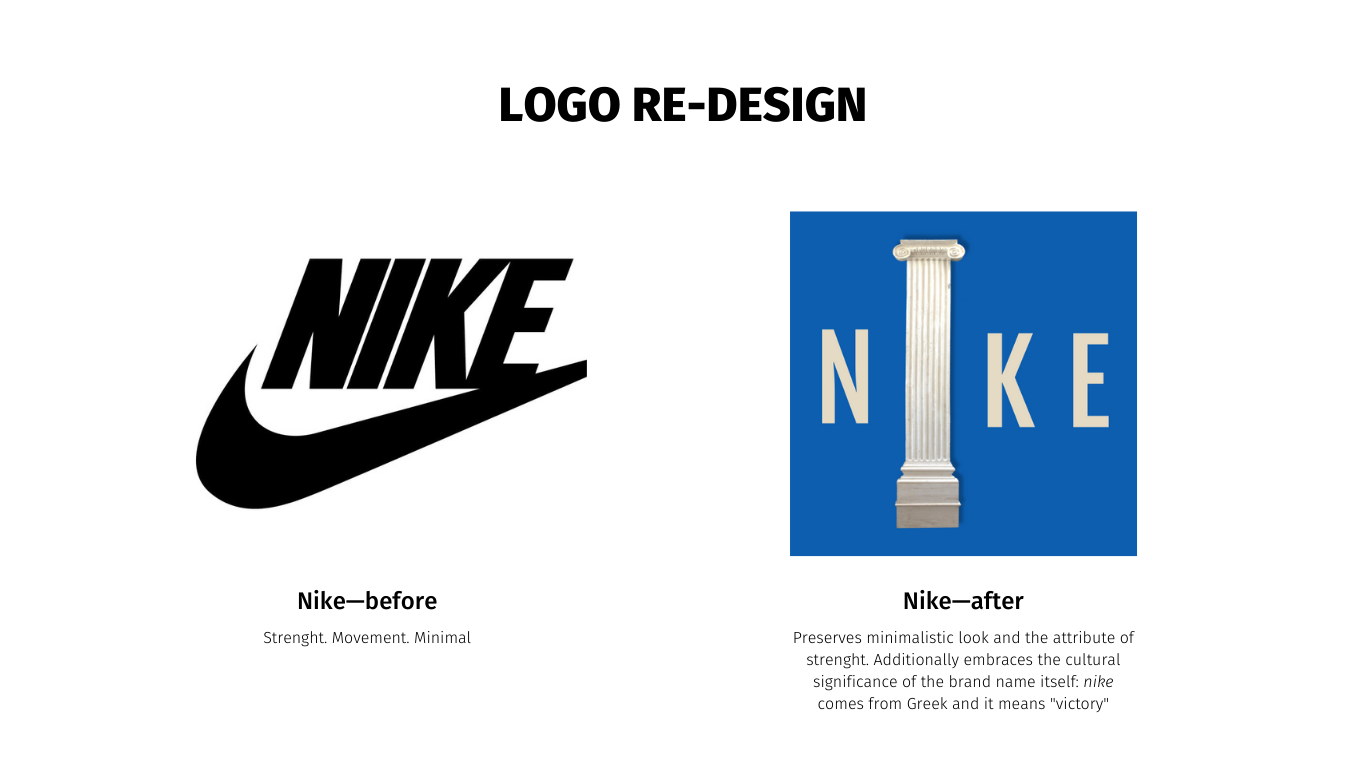 LOGO RE-DESIGN
NIKE
N KE
Nike—before
Strenght. Movement. Minimal
Nike—after
Preserves minimalistic look and the attribute of
strenght. Additionally embraces the cultural
significance of the brand name itself: nike
comes from Greek and it means "victory"